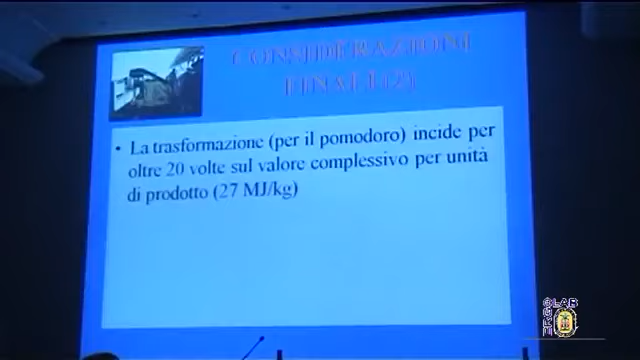 CONSIDERAZIONI
FINALI (2)
• La trasformazione (per il pomodoro) incide per
oltre 20 volte sul valore complessivo per unità
di prodotto (27 MJ/kg)
LAB